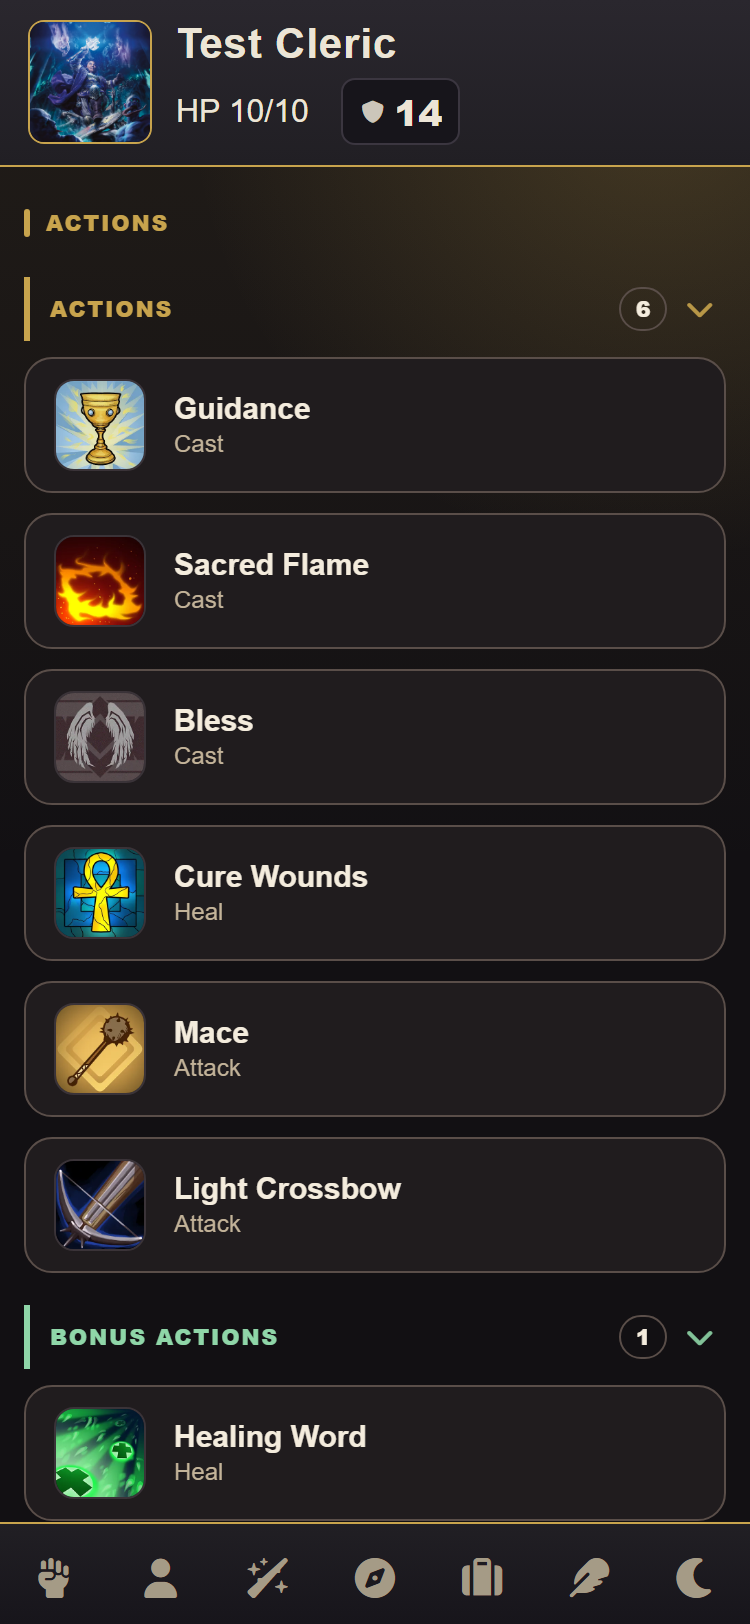 Test Cleric
HP 10/10
14
ACTIONS
ACTIONS
6
Guidance
Cast
Sacred Flame
Cast
Bless
Cast
Cure Wounds
Heal
Mace
Attack
Light Crossbow
Attack
BONUS ACTIONS
1
Healing Word
Heal